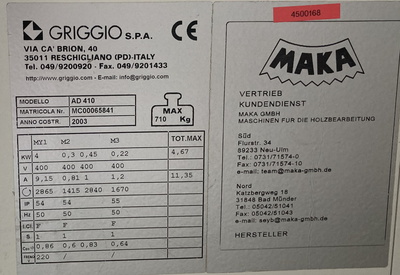 GRIGGIO S.P.A.
CE
VIA CA' BRION, 40
35011 RESCHIGLIANO (PD)-ITALY
Tel. 049/9200920 - Fax. 049/9201433
http://www.griggio.com - E-mail: info@griggio.com
MODELLO AD 410
MATRICOLA Nr. MC00065841
ANNO COSTR. 2003
MAX
710 Kg
MY1 M2 M3 TOT.MAX
KW 4 0,3 0,45 0,22 4,67
V 400 400 400 400
A 9,15 0,81 1 1,2 11,35
2865 1415 2840 1670
IP 54 54 55
Hz 50 50 50
F F F
S 1 1 1
0,86 0,6 0,83 0,64
4500168
MAKA
VERTRIEB
KUNDENDIENST
MAKA GMBH
MASCHINEN FÜR DIE HOLZBEARBEITUNG
Süd
Flurstr. 34
89233 Neu-Ulm
Tel.: 0731/71574-0
Fax: 0731/71574-10
e-mail: team@maka-gmbh.de
Nord
Katzbergweg 18
31848 Bad Münder
Tel.: 05042/51041
Fax: 05042/51043
e-mail: seyb@maka-gmbh.de
HERSTELLER